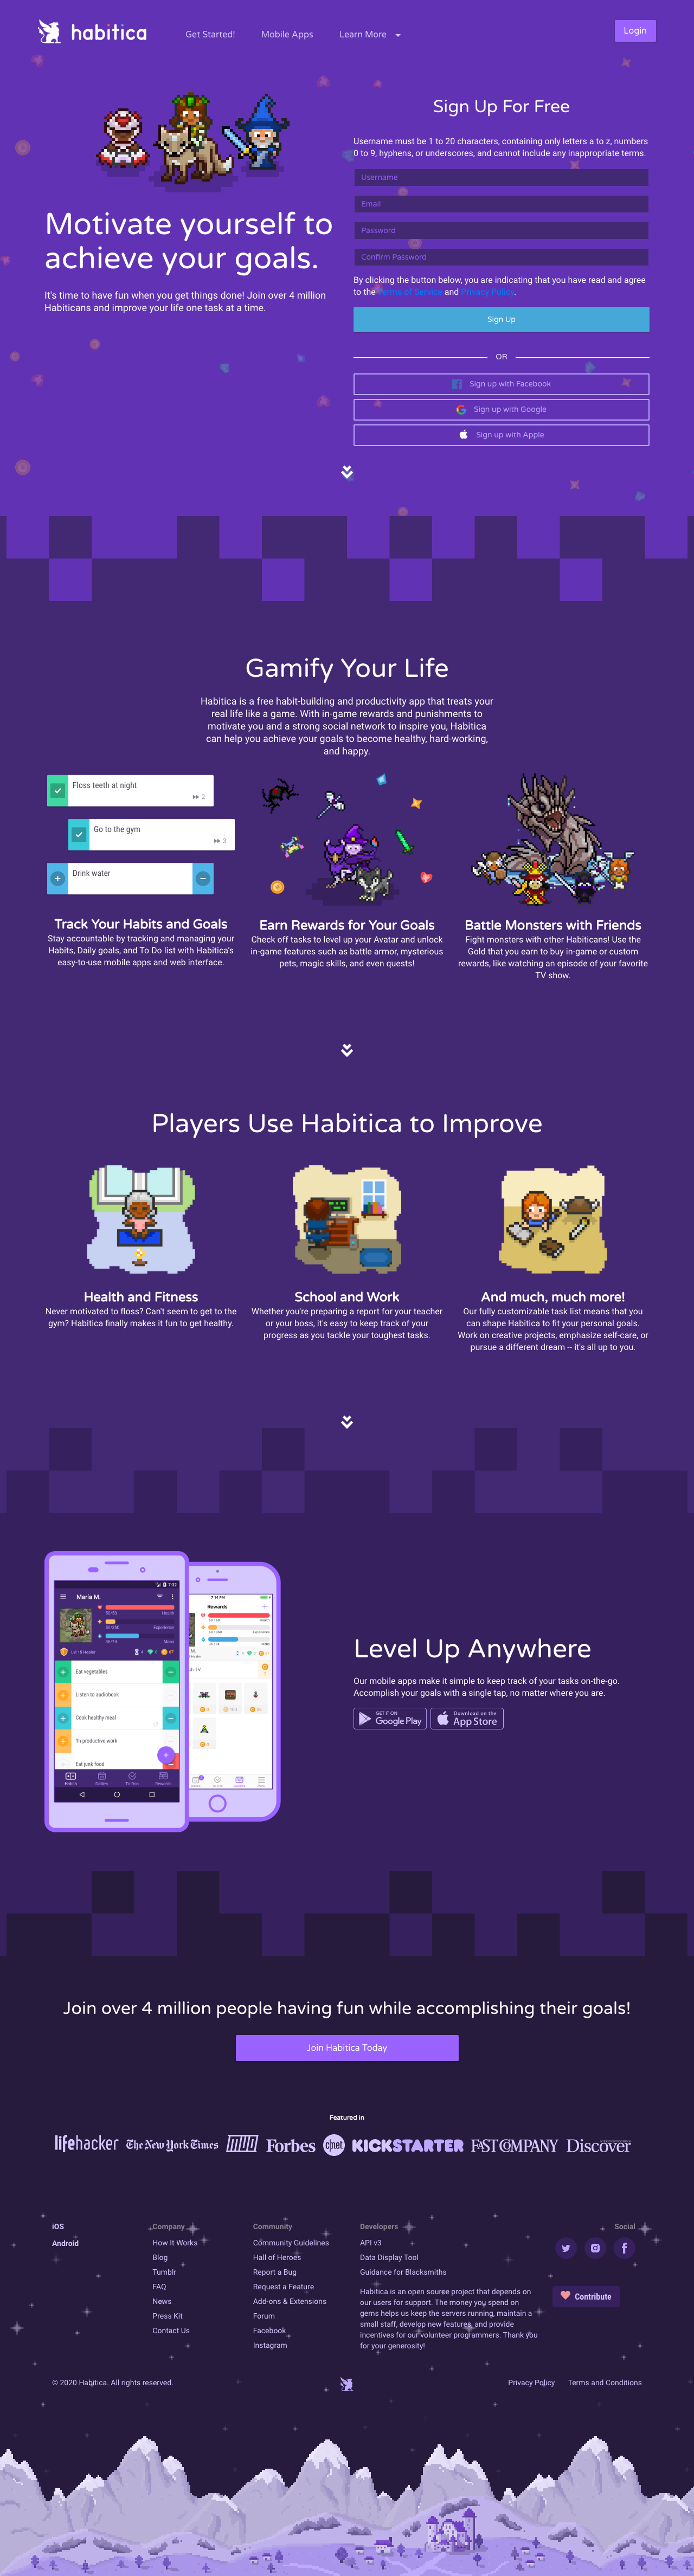 habitica
Get Started!
Mobile Apps
Learn More
Login
Motivate yourself to
achieve your goals.
It's time to have fun when you get things done! Join over 4 million
Habiticans and improve your life one task at a time.
Sign Up For Free
Username must be 1 to 20 characters, containing only letters a to z, numbers
0 to 9, hyphens, or underscores, and cannot include any inappropriate terms.
Username
Email
Password
Confirm Password
By clicking the button below, you are indicating that you have read and agree
to the Terms of Service and Privacy Policy.
Sign Up
OR
Sign up with Facebook
Sign up with Google
Sign up with Apple
Gamify Your Life
Habitica is a free habit-building and productivity app that treats your
real life like a game. With in-game rewards and punishments to
motivate you and a strong social network to inspire you, Habitica
can help you achieve your goals to become healthy, hard-working,
and happy.
Floss teeth at night
2
Go to the gym
3
Drink water
Track Your Habits and Goals
Stay accountable by tracking and managing your
Habits, Daily goals, and To Do list with Habitica's
easy-to-use mobile apps and web interface.
Earn Rewards for Your Goals
Check off tasks to level up your Avatar and unlock
in-game features such as battle armor, mysterious
pets, magic skills, and even quests!
Battle Monsters with Friends
Fight monsters with other Habiticans! Use the
Gold that you earn to buy in-game or custom
rewards, like watching an episode of your favorite
TV show.
Players Use Habitica to Improve
Health and Fitness
Never motivated to floss? Can't seem to get to the
gym? Habitica finally makes it fun to get healthy.
School and Work
Whether you're preparing a report for your teacher
or your boss, it's easy to keep track of your
progress as you tackle your toughest tasks.
And much, much more!
Our fully customizable task list means that you
can shape Habitica to fit your personal goals.
Work on creative projects, emphasize self-care, or
pursue a different dream -- it's all up to you.
7:32
Maria M.
Health
Experience
Mana
Eat vegetables
Listen to audiobook
Cook healthy meal
1h productive work
Eat junk food
Habits
Dailies
To-Dos
Rewards
7:14 PM
Rewards
Health
Experience
Mana
Level Up Anywhere
Our mobile apps make it simple to keep track of your tasks on-the-go.
Accomplish your goals with a single tap, no matter where you are.
GET IT ON
Google Play
Download on the
App Store
Join over 4 million people having fun while accomplishing their goals!
Join Habitica Today
Featured in
lifehacker
The New York Times
MUO
Forbes
c|net
KICKSTARTER
FAST COMPANY
Discover
iOS
Android
Company
How It Works
Blog
Tumblr
FAQ
News
Press Kit
Contact Us
Community
Community Guidelines
Hall of Heroes
Report a Bug
Request a Feature
Add-ons & Extensions
Forum
Facebook
Instagram
Developers
API v3
Data Display Tool
Guidance for Blacksmiths
Habitica is an open source project that depends on
our users for support. The money you spend on
gems helps us keep the servers running, maintain a
small staff, develop new features, and provide
incentives for our volunteer programmers. Thank you
for your generosity!
Social
Contribute
© 2020 Habitica. All rights reserved.
Privacy Policy
Terms and Conditions